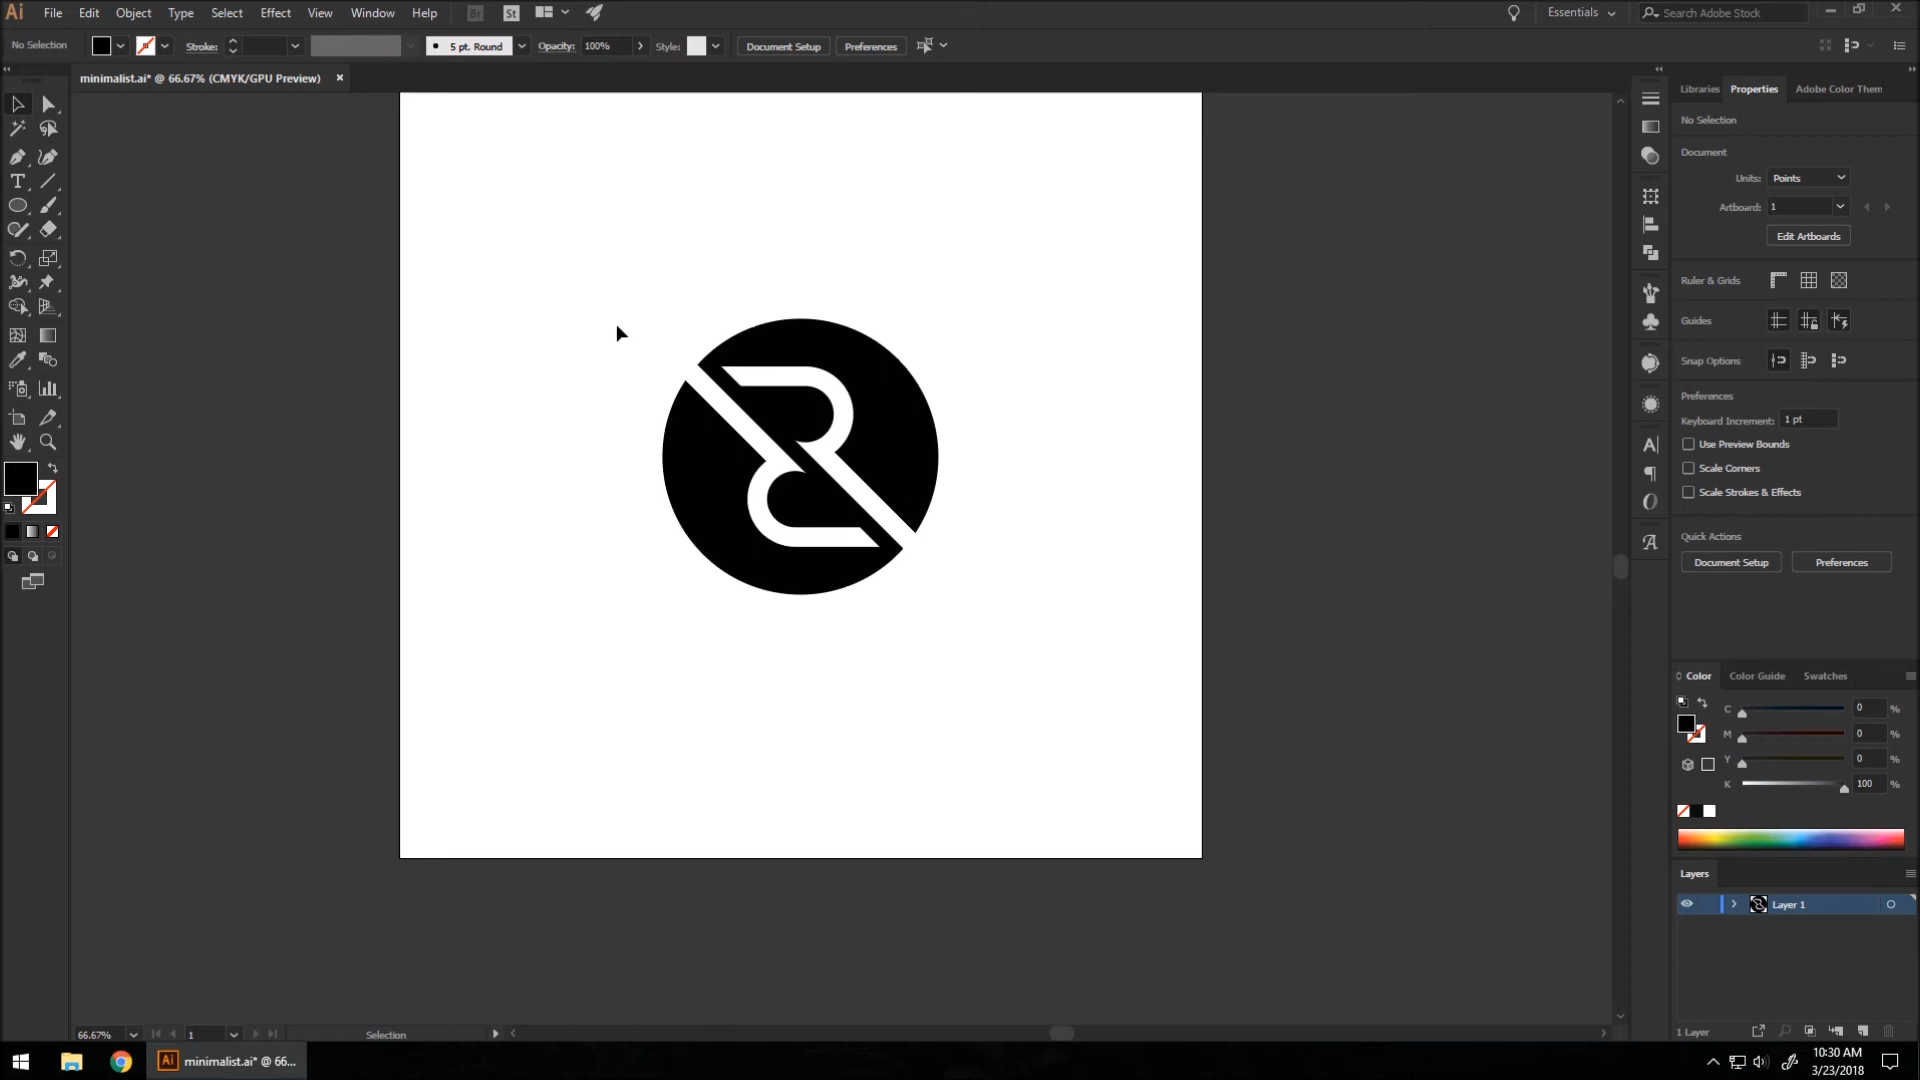 Ai File Edit Object Type Select Effect View Window Help Br St Essentials Search Adobe Stock
No Selection Stroke: 5 pt. Round Opacity: 100% Style: Document Setup Preferences
minimalist.ai* @ 66.67% (CMYK/GPU Preview)
Libraries Properties Adobe Color Them
No Selection
Document
Units: Points
Artboard: 1
Edit Artboards
Ruler & Grids
Guides
Snap Options
Preferences
Keyboard Increment: 1 pt
Use Preview Bounds
Scale Corners
Scale Strokes & Effects
Quick Actions
Document Setup Preferences
Color Color Guide Swatches
C 0 %
M 0 %
Y 0 %
K 100 %
Layers
Layer 1
1 Layer
66.67% 1 Selection
Ai minimalist.ai* @ 66...
10:30 AM
3/23/2018